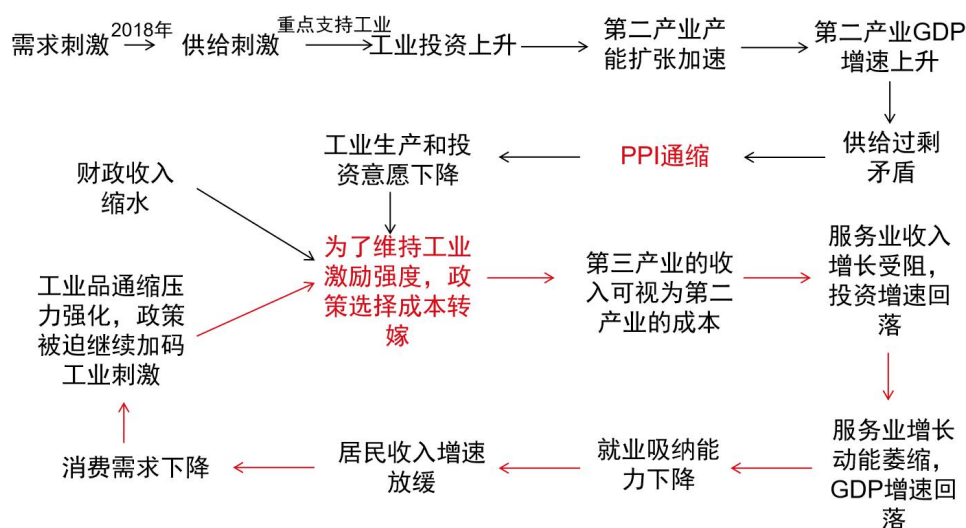 需求刺激
2018年
供给刺激
重点支持工业
工业投资上升
第二产业产
能扩张加速
第二产业GDP
增速上升
供给过剩
矛盾
PPI通缩
工业生产和投
资意愿下降
财政收入
缩水
为了维持工业
激励强度，政
策选择成本转
嫁
第三产业的收
入可视为第二
产业的成本
服务业收入
增长受阻，
投资增速回
落
服务业增长
动能萎缩，
GDP增速回
落
就业吸纳能
力下降
居民收入增速
放缓
消费需求下降
工业品通缩压
力强化，政策
被迫继续加码
工业刺激